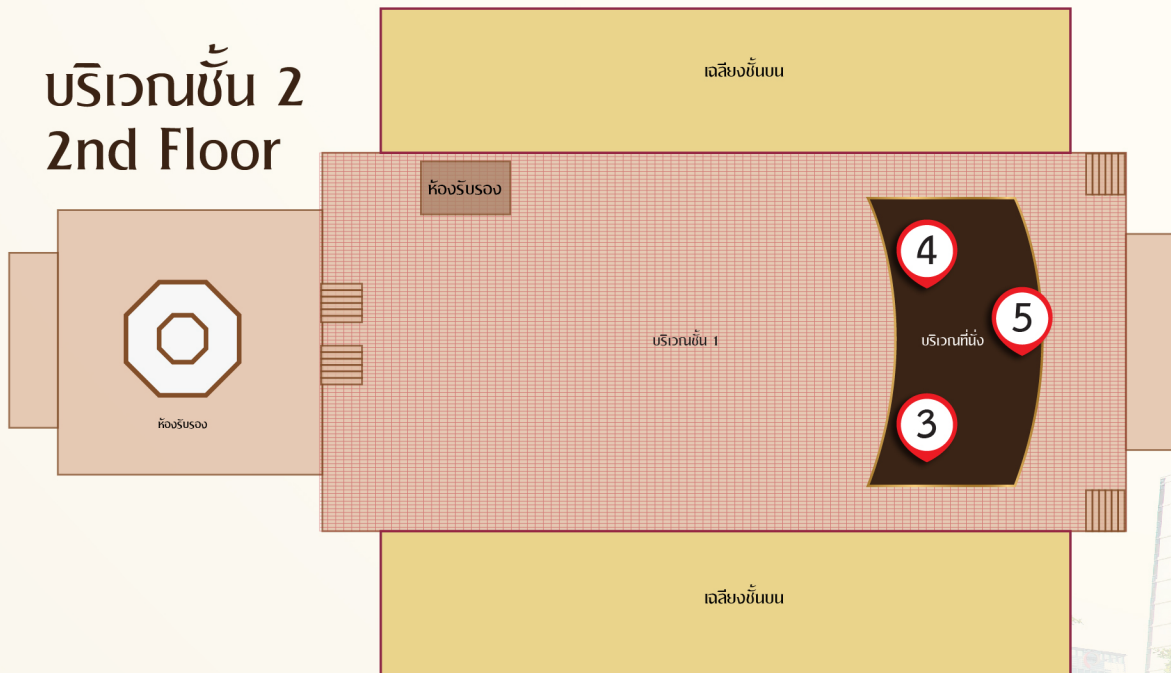 บริเวณชั้น 2
2nd Floor
เฉลียงชั้นบน
ห้องรับรอง
4
5
บริเวณชั้น 1
บริเวณที่นั่ง
3
ห้องรับรอง
เฉลียงชั้นบน